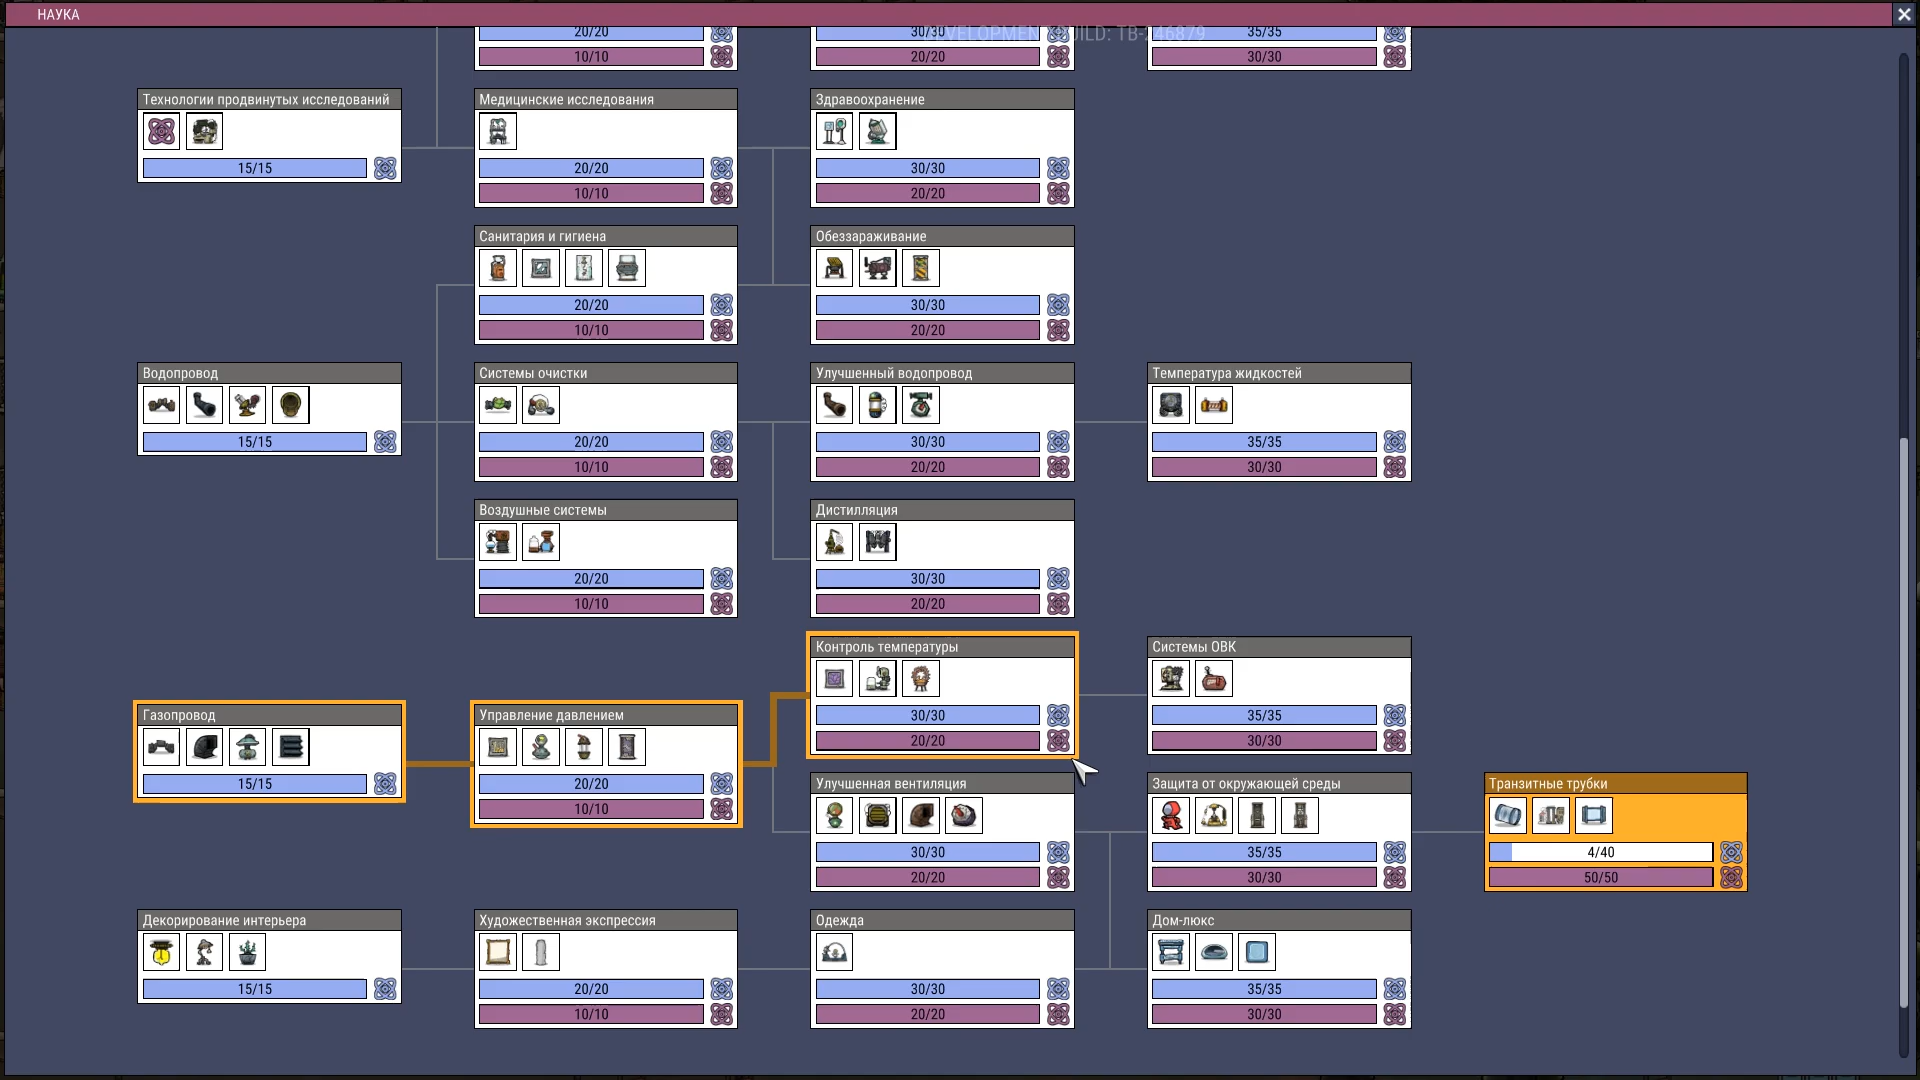 НАУКА
DEVELOPMENT BUILD: TB-246879
20/20
30/30
35/35
10/10
20/20
30/30
Технологии продвинутых исследований
15/15
Медицинские исследования
20/20
10/10
Здравоохранение
30/30
20/20
Санитария и гигиена
20/20
10/10
Обеззараживание
30/30
20/20
Водопровод
15/15
Системы очистки
20/20
10/10
Улучшенный водопровод
30/30
20/20
Температура жидкостей
35/35
30/30
Воздушные системы
20/20
10/10
Дистилляция
30/30
20/20
Контроль температуры
30/30
20/20
Системы ОВК
35/35
30/30
Газопровод
15/15
Управление давлением
20/20
10/10
Улучшенная вентиляция
30/30
20/20
Защита от окружающей среды
35/35
30/30
Транзитные трубки
4/40
50/50
Декорирование интерьера
15/15
Художественная экспрессия
20/20
10/10
Одежда
30/30
20/20
Дом-люкс
35/35
30/30